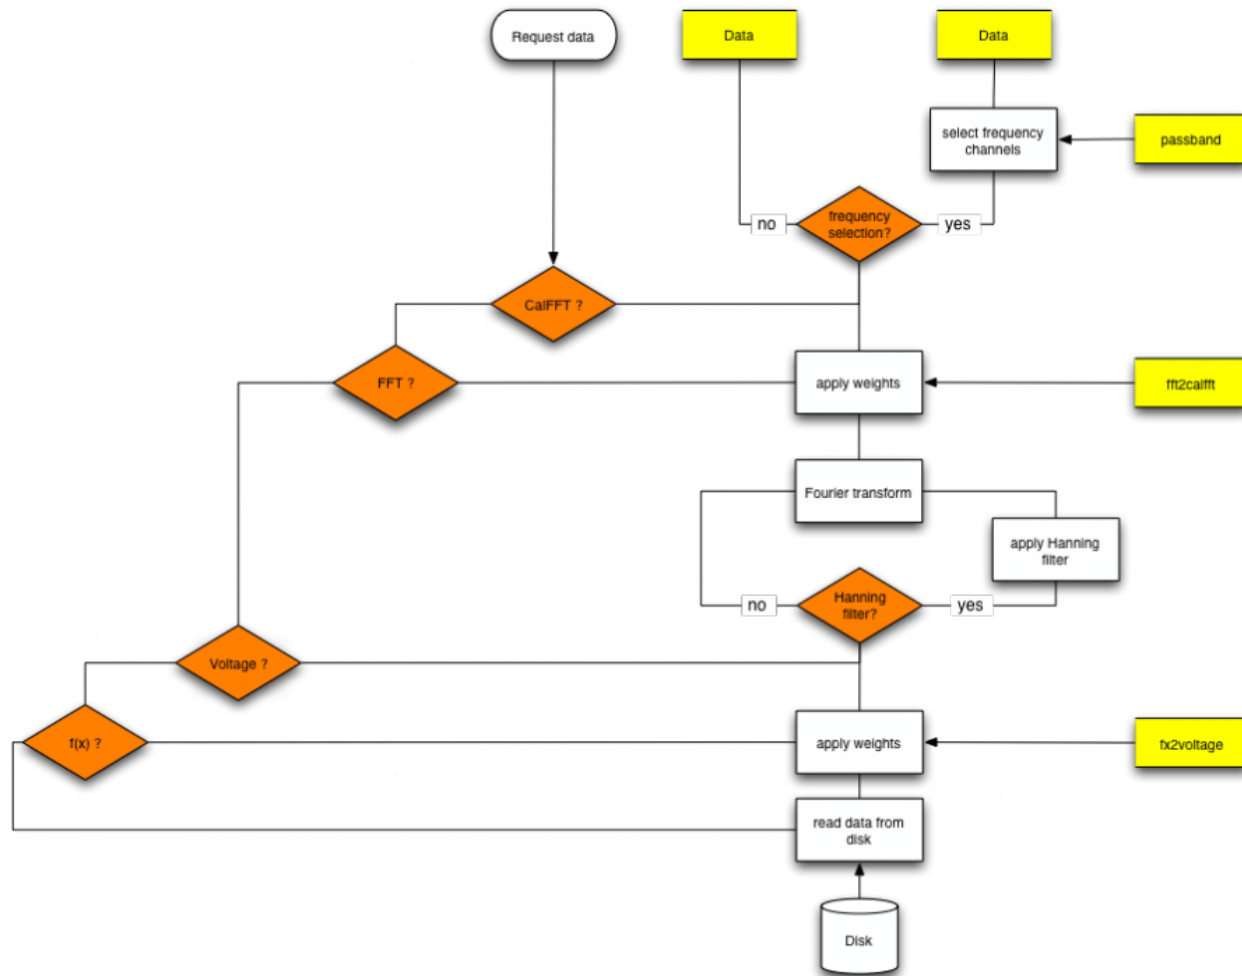 Request data
Data
Data
select frequency
channels
passband
frequency
selection?
no
yes
CalFFT ?
FFT ?
apply weights
fft2calfft
Fourier transform
apply Hanning
filter
Hanning
filter?
no
yes
Voltage ?
f(x) ?
apply weights
fx2voltage
read data from
disk
Disk